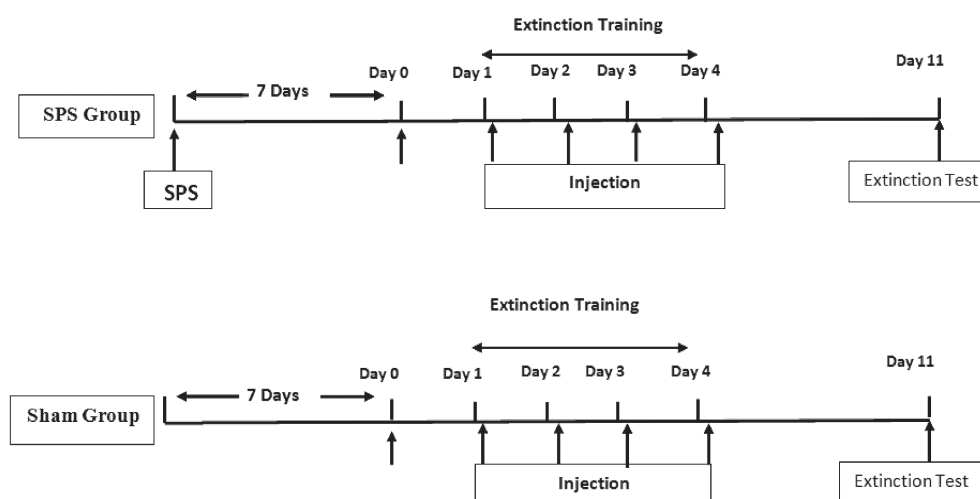 Extinction Training
Day 0 Day 1 Day 2 Day 3 Day 4 Day 11
7 Days
SPS Group
SPS
Injection
Extinction Test
Extinction Training
Day 0 Day 1 Day 2 Day 3 Day 4 Day 11
7 Days
Sham Group
Injection
Extinction Test